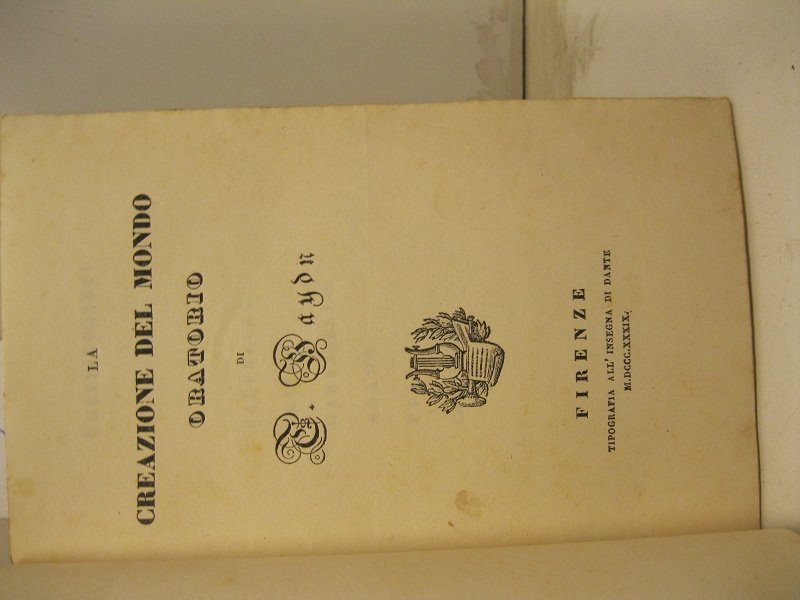 LA
CREAZIONE DEL MONDO
ORATORIO
DI
Haydn
FIRENZE
TIPOGRAFIA ALL' INSEGNA DI DANTE
M.DCCC.XXXIX.